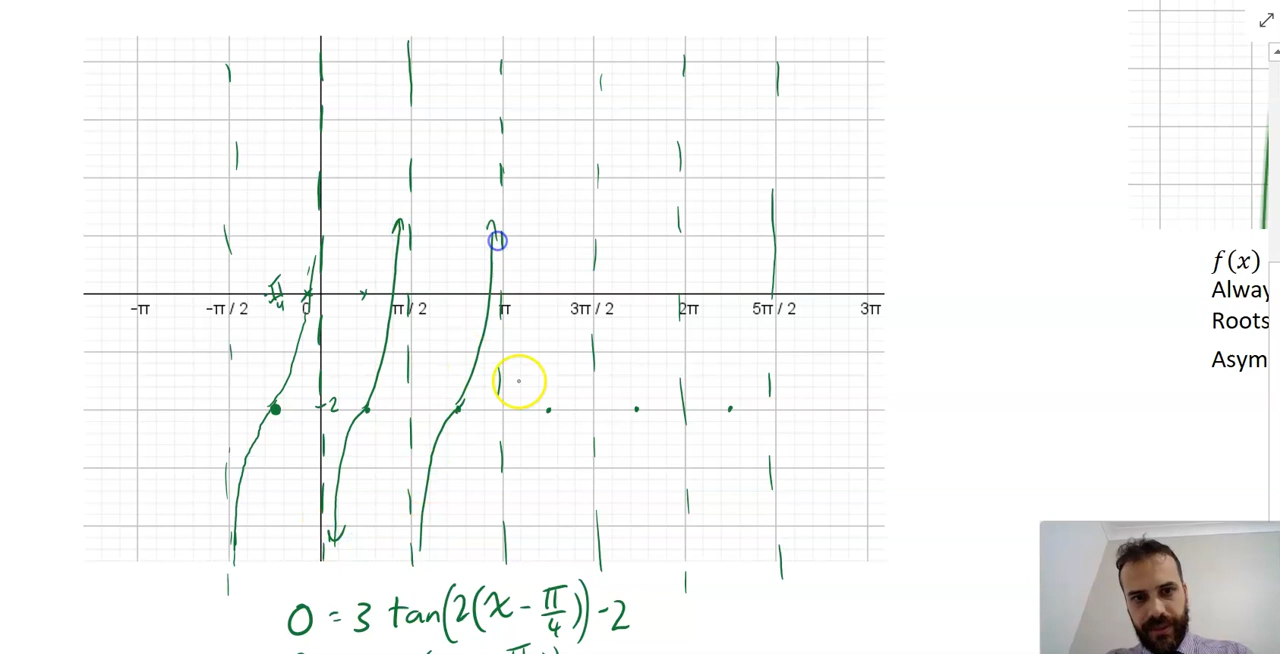 -π/4
-π -π / 2 0 π / 2 π 3π / 2 2π 5π / 2 3π
-2
0 = 3 tan(2(x - π/4)) - 2
f(x)
Alway
Roots
Asym